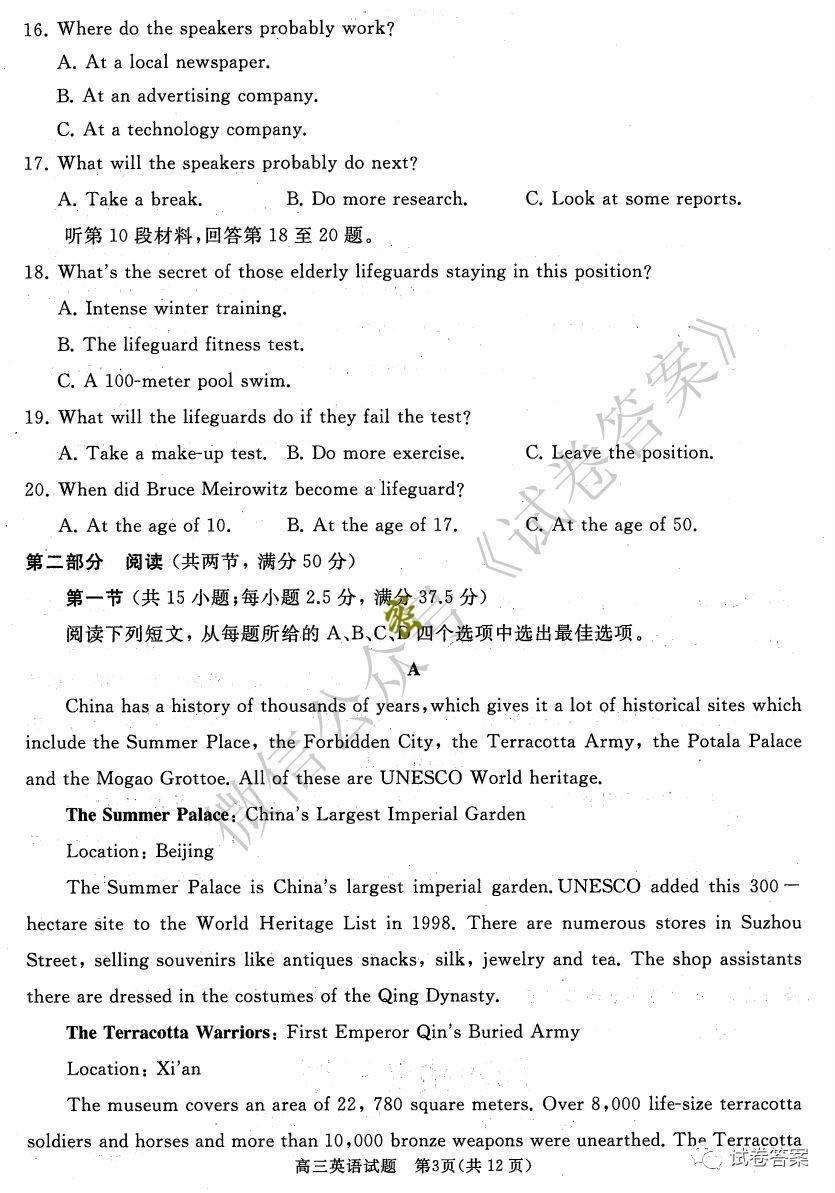 16. Where do the speakers probably work?
A. At a local newspaper.
B. At an advertising company.
C. At a technology company.
17. What will the speakers probably do next?
A. Take a break. B. Do more research. C. Look at some reports.
听第 10 段材料,回答第 18 至 20 题。
18. What's the secret of those elderly lifeguards staying in this position?
A. Intense winter training.
B. The lifeguard fitness test.
C. A 100-meter pool swim.
19. What will the lifeguards do if they fail the test?
A. Take a make-up test. B. Do more exercise. C. Leave the position.
20. When did Bruce Meirowitz become a lifeguard?
A. At the age of 10. B. At the age of 17. C. At the age of 50.
第二部分 阅读(共两节,满分 50 分)
第一节(共 15 小题;每小题 2.5 分,满分 37.5 分)
阅读下列短文,从每题所给的 A、B、C、D 四个选项中选出最佳选项。
A
China has a history of thousands of years,which gives it a lot of historical sites which
include the Summer Place, the Forbidden City, the Terracotta Army, the Potala Palace
and the Mogao Grottoe. All of these are UNESCO World heritage.
The Summer Palace: China's Largest Imperial Garden
Location: Beijing
The Summer Palace is China's largest imperial garden. UNESCO added this 300—
hectare site to the World Heritage List in 1998. There are numerous stores in Suzhou
Street, selling souvenirs like antiques snacks, silk, jewelry and tea. The shop assistants
there are dressed in the costumes of the Qing Dynasty.
The Terracotta Warriors: First Emperor Qin's Buried Army
Location: Xi'an
The museum covers an area of 22, 780 square meters. Over 8,000 life-size terracotta
soldiers and horses and more than 10,000 bronze weapons were unearthed. The Terracotta
高三英语试题 第3页(共 12 页)
微信公众号《试卷答案》
试卷答案